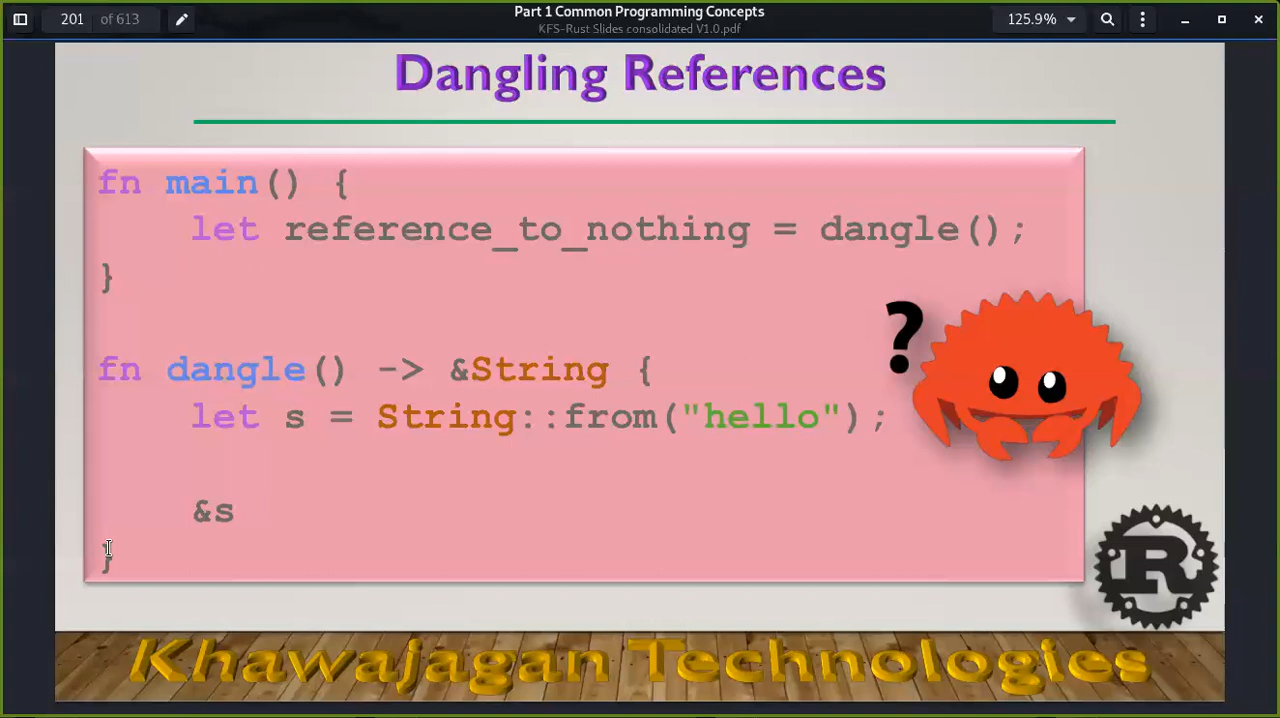 Part 1 Common Programming Concepts
201 of 613
125.9%
KFS-Rust Slides consolidated V1.0.pdf
Dangling References
fn main() {
    let reference_to_nothing = dangle();
}
fn dangle() -> &String {
    let s = String::from("hello");
    &s
}
?
R
Khawajagan Technologies